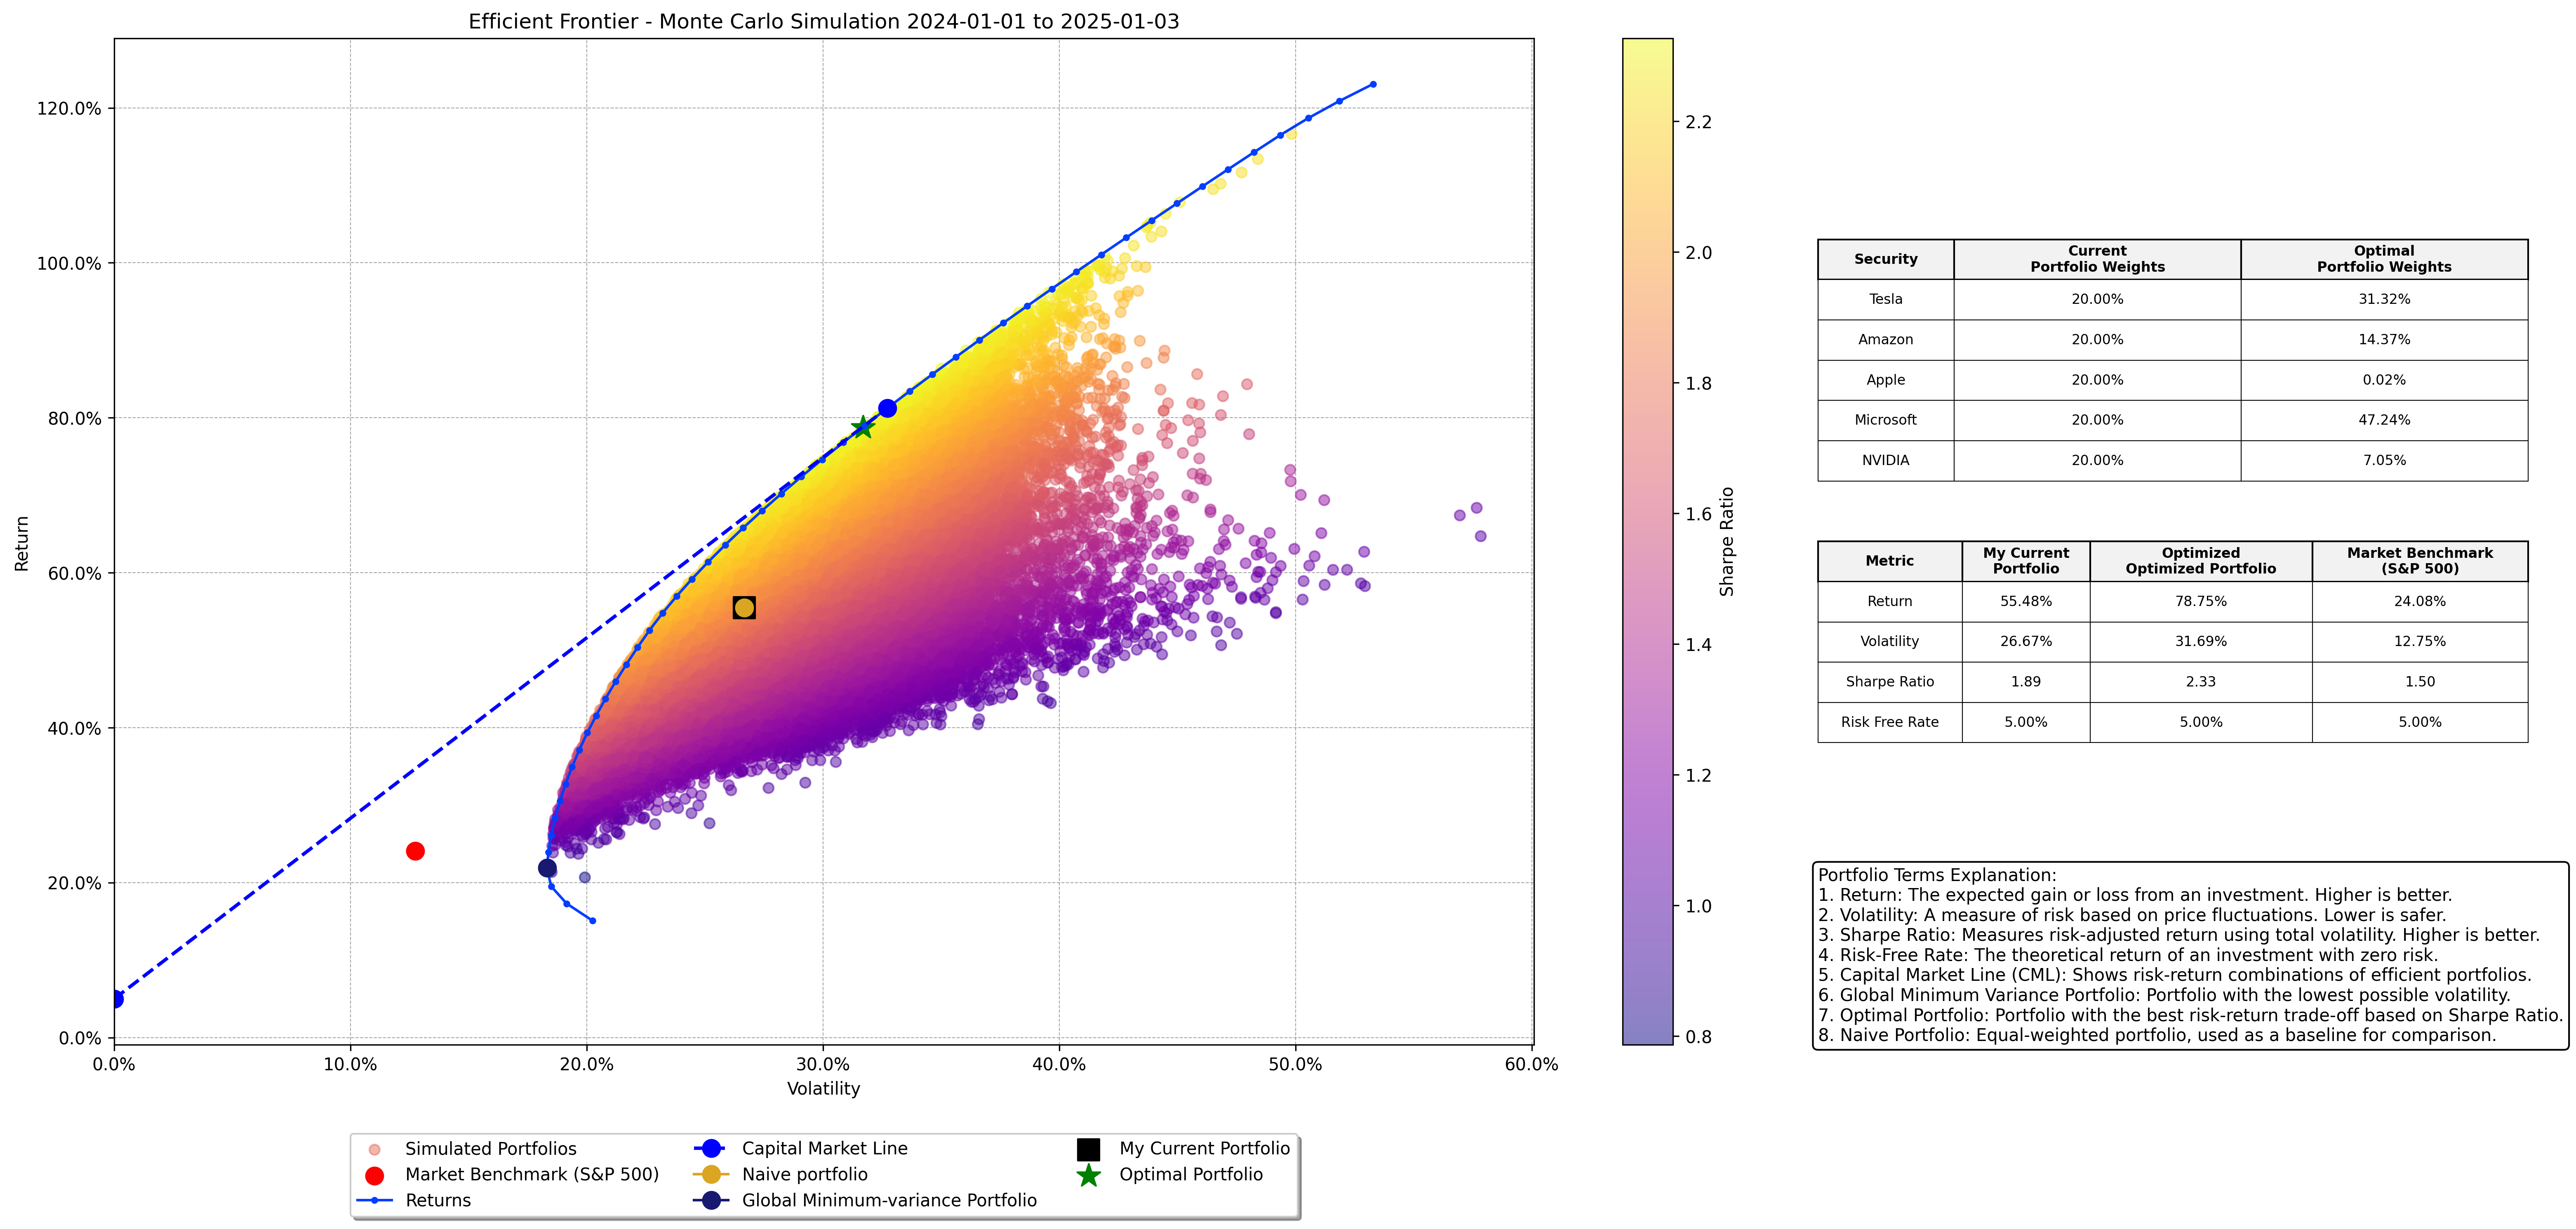 Efficient Frontier - Monte Carlo Simulation 2024-01-01 to 2025-01-03
120.0%
100.0%
80.0%
60.0%
40.0%
20.0%
0.0%
Return
0.0%
10.0%
20.0%
30.0%
40.0%
50.0%
60.0%
Volatility
2.2
2.0
1.8
1.6
1.4
1.2
1.0
0.8
Sharpe Ratio
Security Current Portfolio Weights Optimal Portfolio Weights
Tesla 20.00% 31.32%
Amazon 20.00% 14.37%
Apple 20.00% 0.02%
Microsoft 20.00% 47.24%
NVIDIA 20.00% 7.05%
Metric My Current Portfolio Optimized Optimized Portfolio Market Benchmark (S&P 500)
Return 55.48% 78.75% 24.08%
Volatility 26.67% 31.69% 12.75%
Sharpe Ratio 1.89 2.33 1.50
Risk Free Rate 5.00% 5.00% 5.00%
Portfolio Terms Explanation:
1. Return: The expected gain or loss from an investment. Higher is better.
2. Volatility: A measure of risk based on price fluctuations. Lower is safer.
3. Sharpe Ratio: Measures risk-adjusted return using total volatility. Higher is better.
4. Risk-Free Rate: The theoretical return of an investment with zero risk.
5. Capital Market Line (CML): Shows risk-return combinations of efficient portfolios.
6. Global Minimum Variance Portfolio: Portfolio with the lowest possible volatility.
7. Optimal Portfolio: Portfolio with the best risk-return trade-off based on Sharpe Ratio.
8. Naive Portfolio: Equal-weighted portfolio, used as a baseline for comparison.
Simulated Portfolios
Market Benchmark (S&P 500)
Returns
Capital Market Line
Naive portfolio
Global Minimum-variance Portfolio
My Current Portfolio
Optimal Portfolio